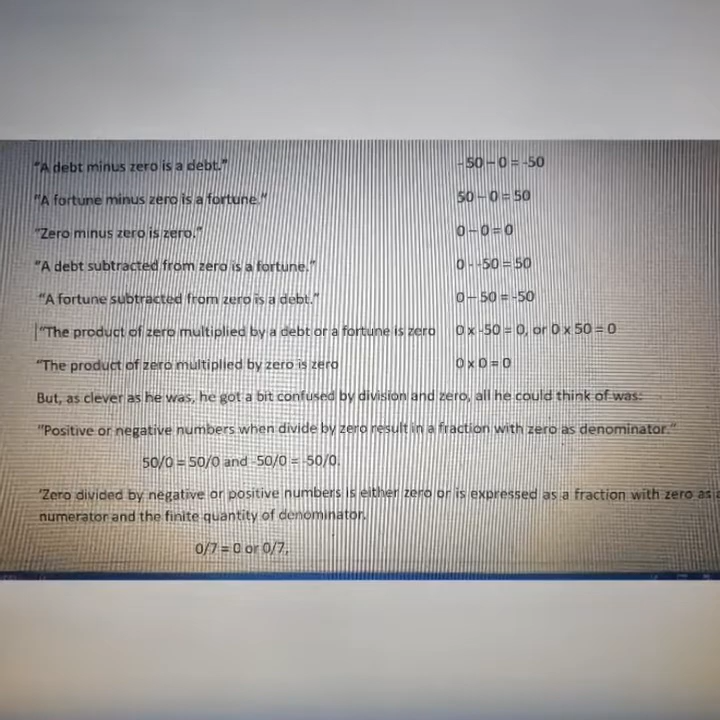 "A debt minus zero is a debt." -50 – 0 = -50
"A fortune minus zero is a fortune." 50 – 0 = 50
"Zero minus zero is zero." 0 – 0 = 0
"A debt subtracted from zero is a fortune." 0 - -50 = 50
"A fortune subtracted from zero is a debt." 0 – 50 = -50
"The product of zero multiplied by a debt or a fortune is zero 0 x -50 = 0, or 0 x 50 = 0
"The product of zero multiplied by zero is zero 0 x 0 = 0
But, as clever as he was, he got a bit confused by division and zero, all he could think of was:
"Positive or negative numbers when divide by zero result in a fraction with zero as denominator."
50/0 = 50/0 and -50/0 = -50/0.
'Zero divided by negative or positive numbers is either zero or is expressed as a fraction with zero as
numerator and the finite quantity of denominator.
0/7 = 0 or 0/7.